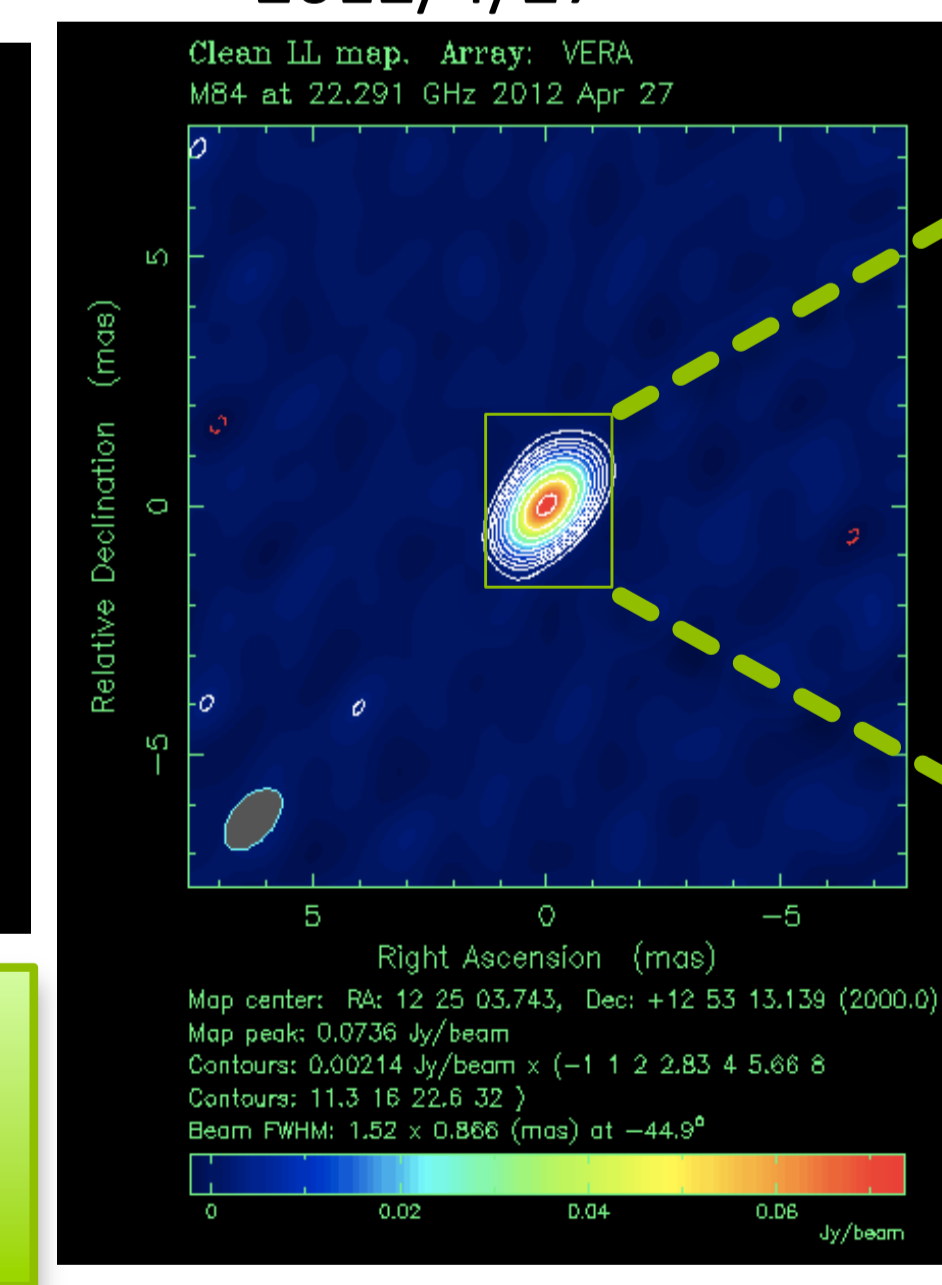 Clean LL map. Array: VERA
M84 at 22.291 GHz 2012 Apr 27
5
0
−5
Relative Declination (mas)
5
0
−5
Right Ascension (mas)
Map center: RA: 12 25 03.743, Dec: +12 53 13.139 (2000.0)
Map peak: 0.0736 Jy/beam
Contours: 0.00214 Jy/beam × (−1 1 2 2.83 4 5.66 8
Contours: 11.3 16 22.6 32 )
Beam FWHM: 1.52 × 0.866 (mas) at −44.9°
0
0.02
0.04
0.06
Jy/beam